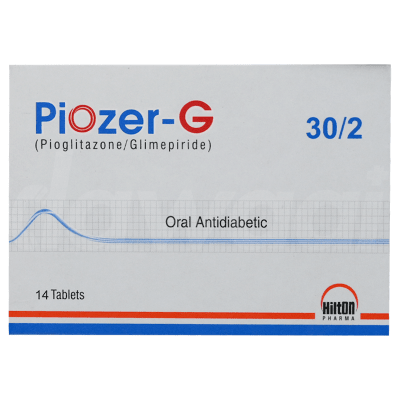 PiOzer-G
(Pioglitazone/Glimepiride)
30/2
Oral Antidiabetic
14 Tablets
HiltOn
PHARMA